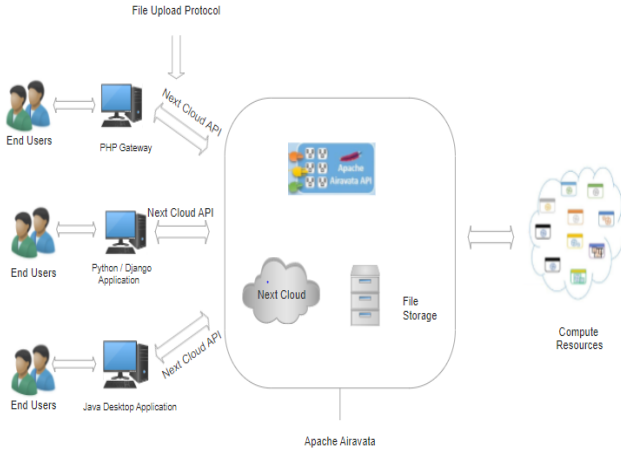 File Upload Protocol
Next Cloud API
End Users
PHP Gateway
Apache
Airavata API
Next Cloud API
End Users
Python / Django
Application
Next Cloud
File
Storage
Compute
Resources
Next Cloud API
End Users
Java Desktop Application
Apache Airavata